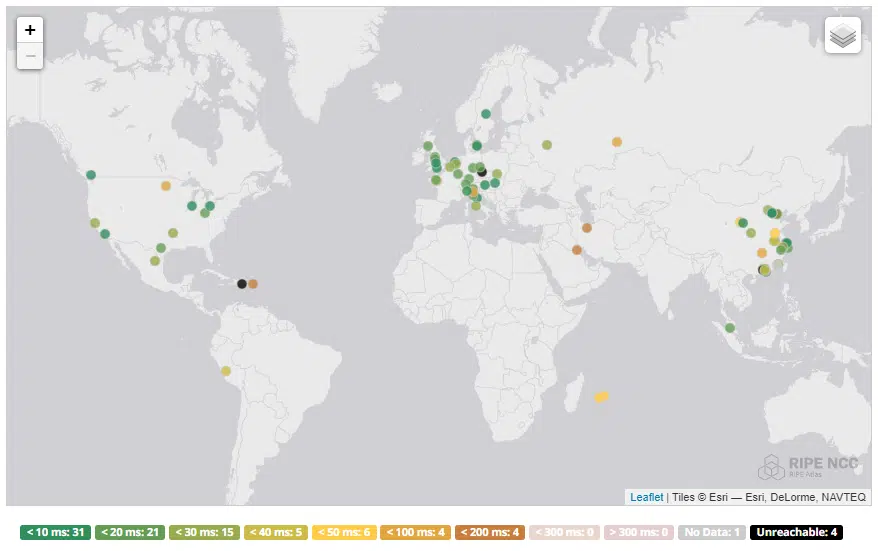 +
−
RIPE NCC
RIPE Atlas
Leaflet | Tiles © Esri — Esri, DeLorme, NAVTEQ
< 10 ms: 31 < 20 ms: 21 < 30 ms: 15 < 40 ms: 5 < 50 ms: 6 < 100 ms: 4 < 200 ms: 4 < 300 ms: 0 > 300 ms: 0 No Data: 1 Unreachable: 4